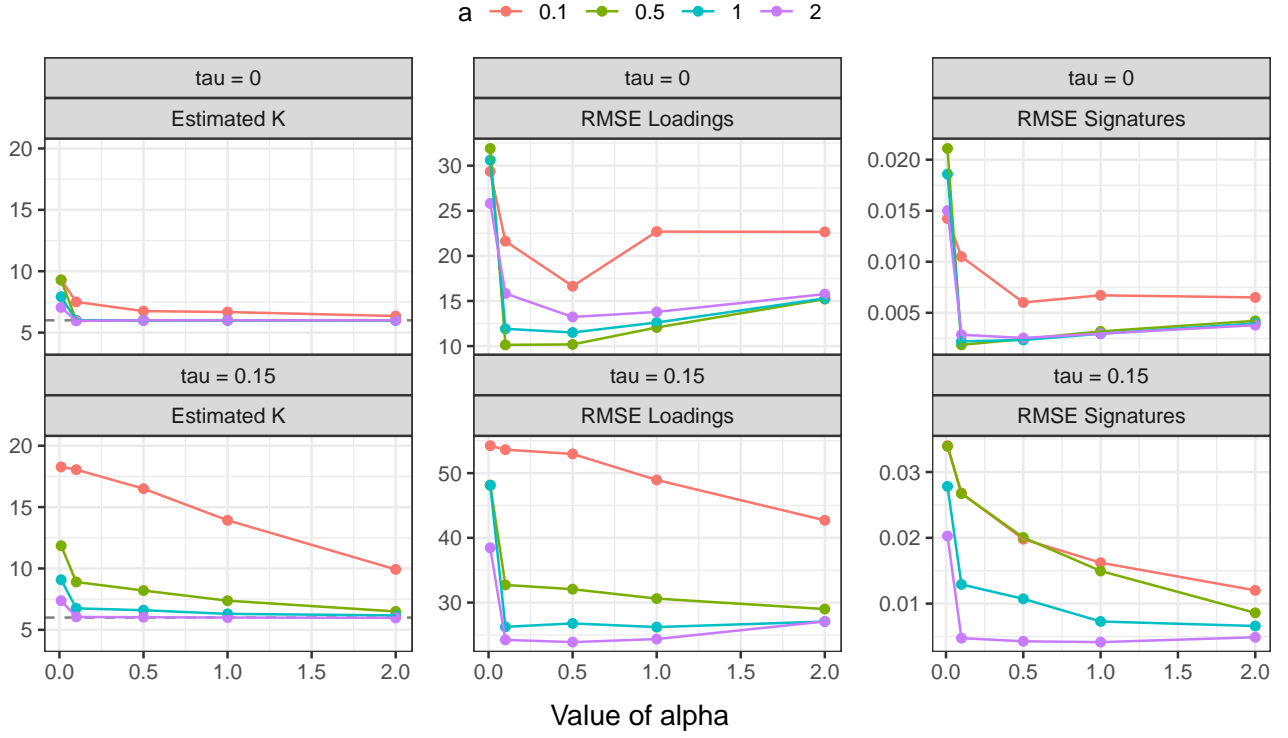 a 0.1 0.5 1 2
tau = 0 tau = 0 tau = 0
Estimated K RMSE Loadings RMSE Signatures
20 15 10 5
30 25 20 15 10
0.020 0.015 0.010 0.005
tau = 0.15 tau = 0.15 tau = 0.15
Estimated K RMSE Loadings RMSE Signatures
20 15 10 5
50 40 30
0.03 0.02 0.01
0.0 0.5 1.0 1.5 2.0 0.0 0.5 1.0 1.5 2.0 0.0 0.5 1.0 1.5 2.0
Value of alpha